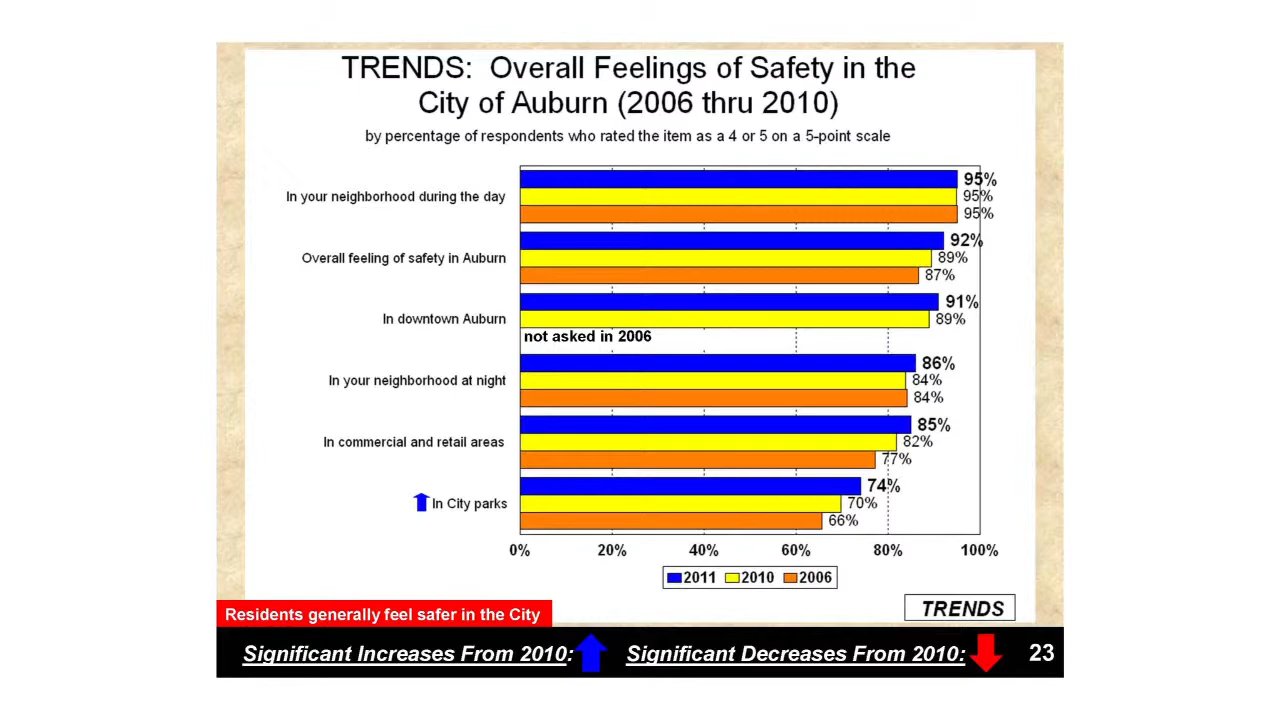 TRENDS: Overall Feelings of Safety in the
City of Auburn (2006 thru 2010)
by percentage of respondents who rated the item as a 4 or 5 on a 5-point scale
In your neighborhood during the day
95%
95%
95%
Overall feeling of safety in Auburn
92%
89%
87%
In downtown Auburn
91%
89%
not asked in 2006
In your neighborhood at night
86%
84%
84%
In commercial and retail areas
85%
82%
77%
In City parks
74%
70%
66%
0% 20% 40% 60% 80% 100%
2011 2010 2006
TRENDS
Residents generally feel safer in the City
Significant Increases From 2010: Significant Decreases From 2010: 23